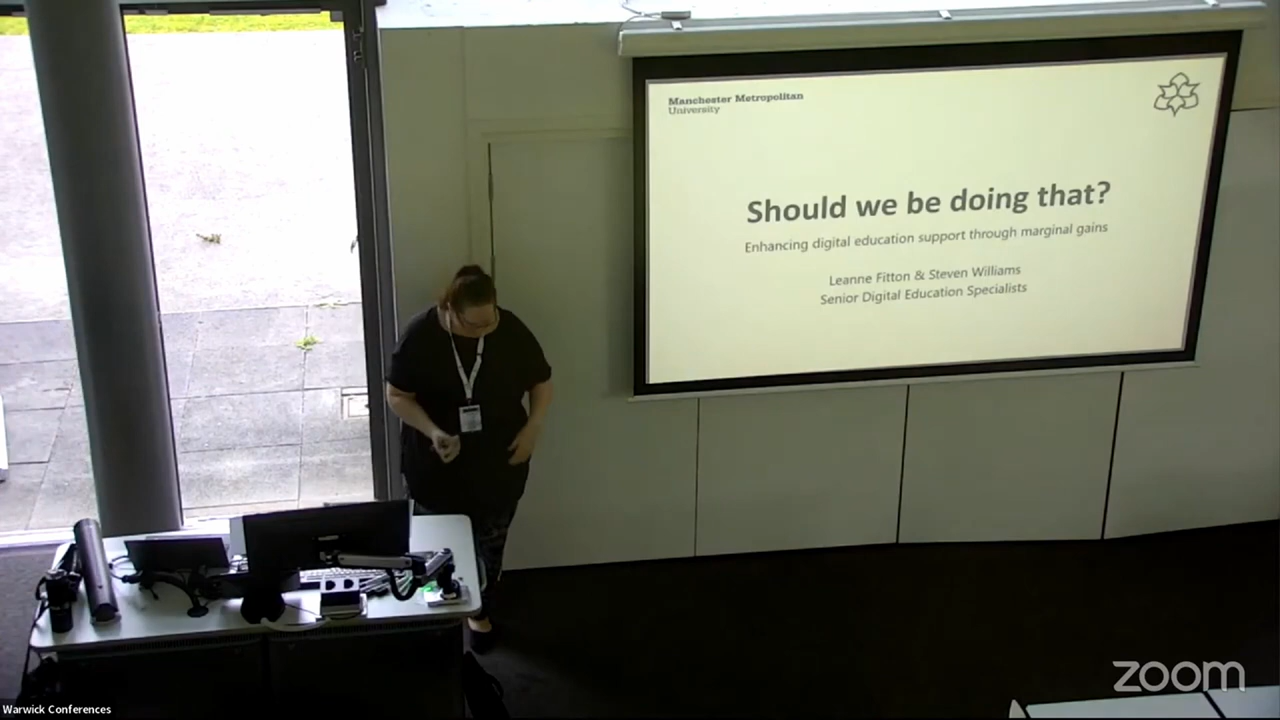 Manchester Metropolitan
University
Should we be doing that?
Enhancing digital education support through marginal gains
Leanne Fitton & Steven Williams
Senior Digital Education Specialists
zoom
Warwick Conferences